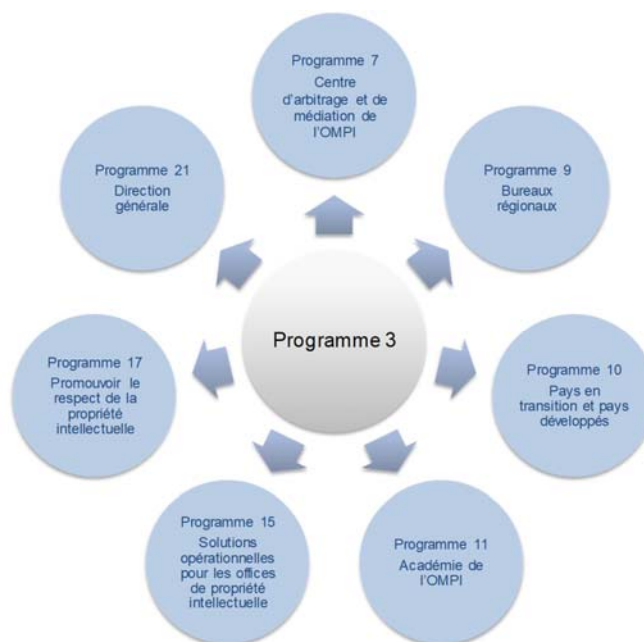 Programme 7
Centre
d'arbitrage et de
médiation de
l'OMPI
Programme 9
Bureaux
régionaux
Programme 10
Pays en
transition et pays
développés
Programme 11
Académie de
l'OMPI
Programme 15
Solutions
opérationnelles
pour les offices
de propriété
intellectuelle
Programme 17
Promouvoir le
respect de la
propriété
intellectuelle
Programme 21
Direction
générale
Programme 3